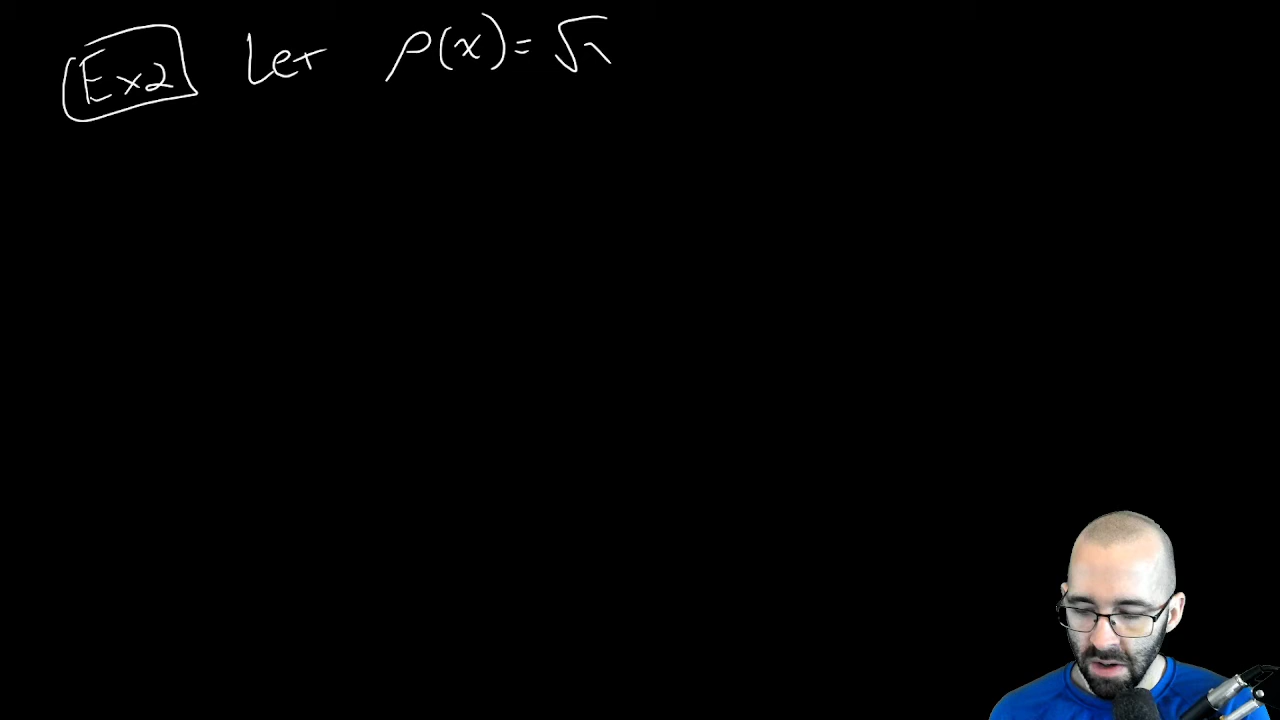 Ex2 Let ρ(x) = √